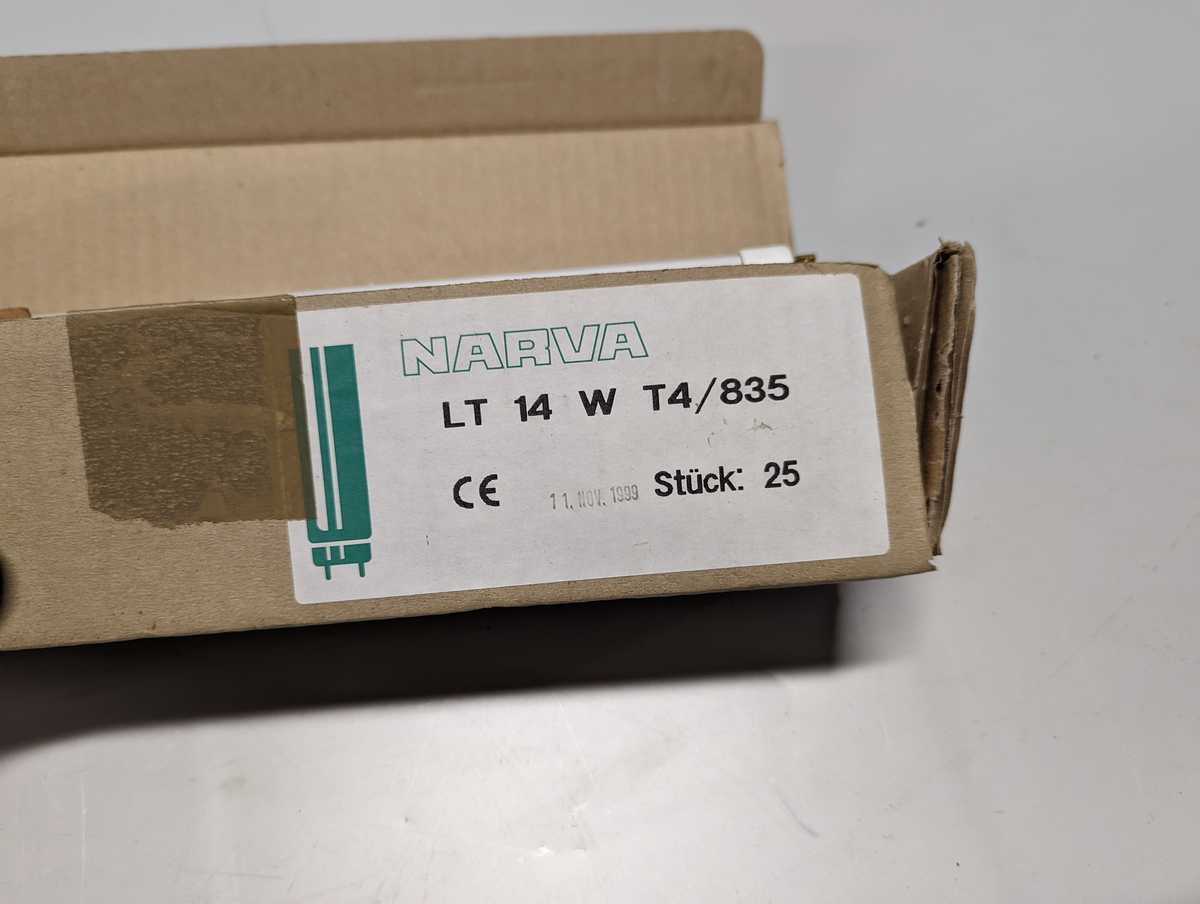 NARVA
LT 14 W T4/835
CE 11. NOV. 1999 Stück: 25